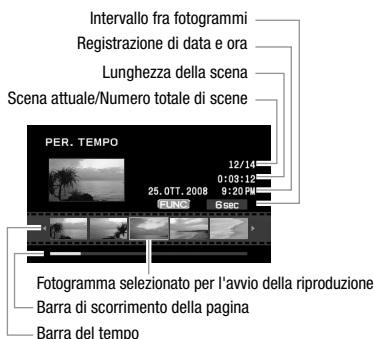 Intervallo fra fotogrammi
Registrazione di data e ora
Lunghezza della scena
Scena attuale/Numero totale di scene
PER. TEMPO
12/14
0:03:12
25.OTT.2008 9:20 PM
FUNC. 6 sec
Fotogramma selezionato per l'avvio della riproduzione
Barra di scorrimento della pagina
Barra del tempo